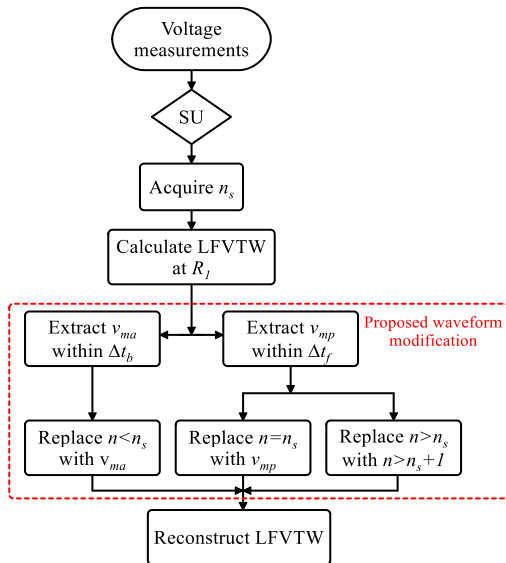 Voltage
measurements
SU
Acquire n_s
Calculate LFVTW
at R_1
Proposed waveform
modification
Extract v_ma
within Δt_b
Extract v_mp
within Δt_f
Replace n<n_s
with v_ma
Replace n=n_s
with v_mp
Replace n>n_s
with n>n_s+1
Reconstruct LFVTW